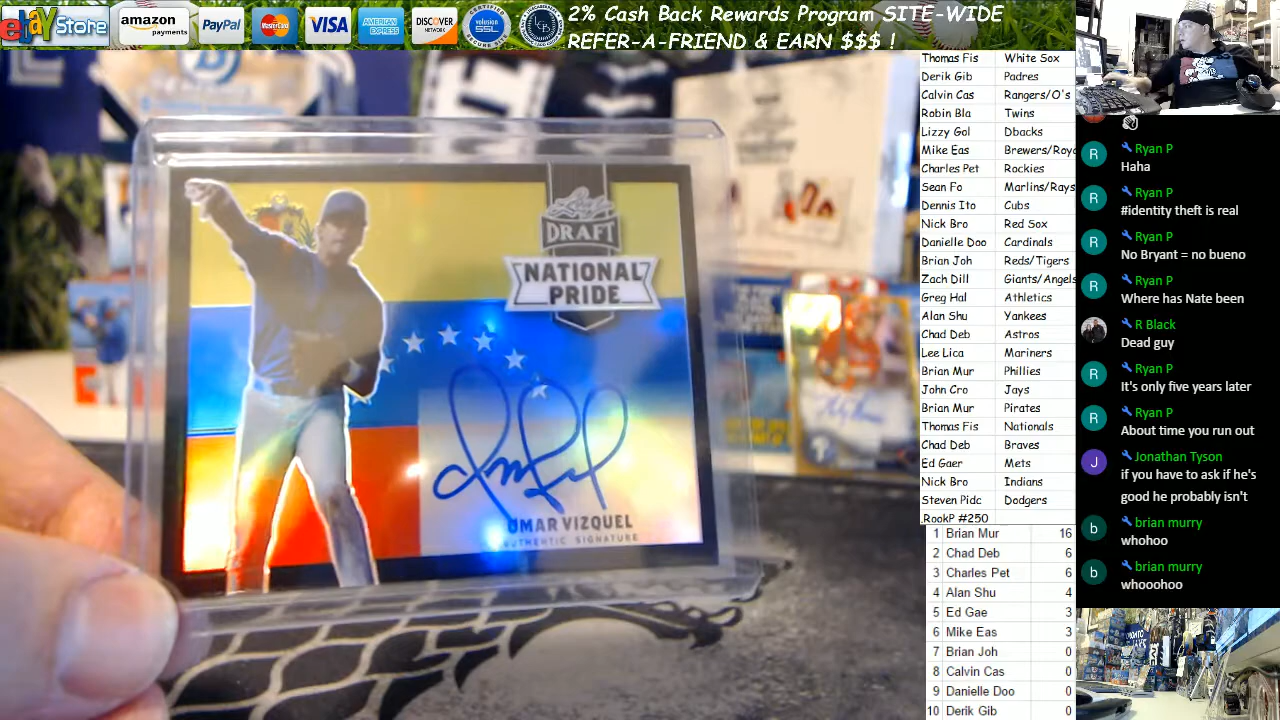 ebay Store
amazon
payments
PayPal
MasterCard
VISA
AMERICAN EXPRESS
DISCOVER
NETWORK
CERTIFIED
volusion
SSL
2% Cash Back Rewards Program SITE-WIDE
REFER-A-FRIEND & EARN $$$ !
Leaf
DRAFT
NATIONAL
PRIDE
OMAR VIZQUEL
AUTHENTIC SIGNATURE
Thomas Fis White Sox
Derik Gib Padres
Calvin Cas Rangers/O's
Robin Bla Twins
Lizzy Gol Dbacks
Mike Eas Brewers/Roya
Charles Pet Rockies
Sean Fo Marlins/Rays
Dennis Ito Cubs
Nick Bro Red Sox
Danielle Doo Cardinals
Brian Joh Reds/Tigers
Zach Dill Giants/Angels
Greg Hal Athletics
Alan Shu Yankees
Chad Deb Astros
Lee Lica Mariners
Brian Mur Phillies
John Cro Jays
Brian Mur Pirates
Thomas Fis Nationals
Chad Deb Braves
Ed Gaer Mets
Nick Bro Indians
Steven Pidc Dodgers
RookP #250
1 Brian Mur 16
2 Chad Deb 6
3 Charles Pet 6
4 Alan Shu 4
5 Ed Gae 3
6 Mike Eas 3
7 Brian Joh 0
8 Calvin Cas 0
9 Danielle Doo 0
10 Derik Gib 0
R Ryan P
Haha
R Ryan P
#identity theft is real
R Ryan P
No Bryant = no bueno
R Ryan P
Where has Nate been
R Black
Dead guy
R Ryan P
It's only five years later
R Ryan P
About time you run out
J Jonathan Tyson
if you have to ask if he's
good he probably isn't
b brian murry
whohoo
b brian murry
whooohoo